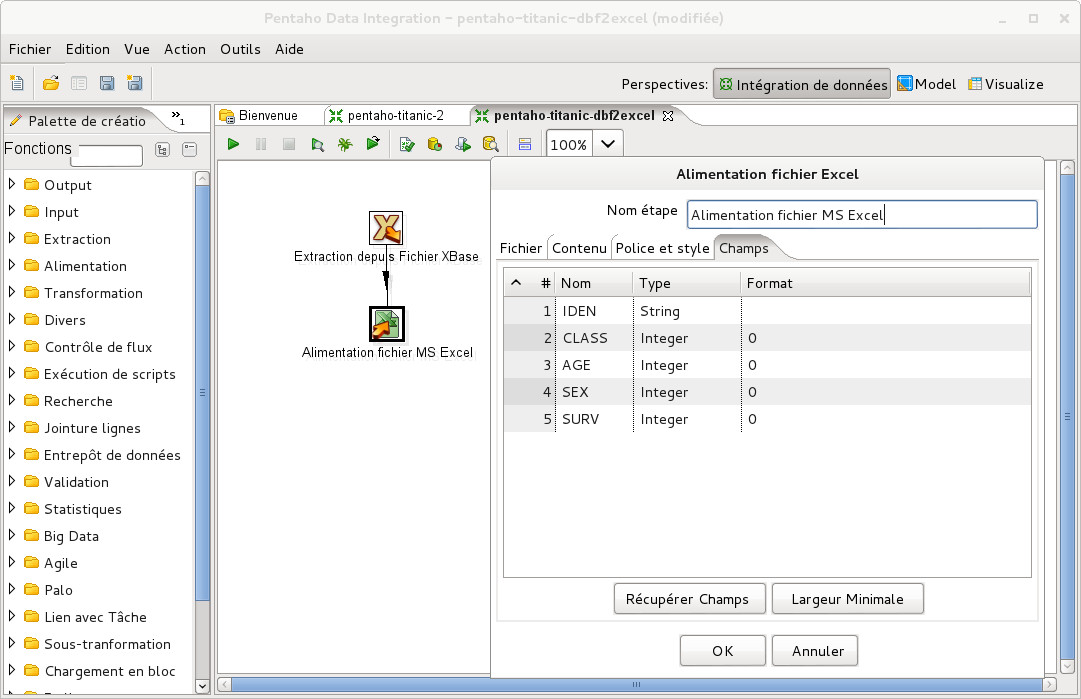 Pentaho Data Integration - pentaho-titanic-dbf2excel (modifiée)
Fichier Edition Vue Action Outils Aide
Perspectives: Intégration de données Model Visualize
Palette de créatio »1
Bienvenue pentaho-titanic-2 pentaho-titanic-dbf2excel
Fonctions
100%
Output
Input
Extraction
Alimentation
Transformation
Divers
Contrôle de flux
Exécution de scripts
Recherche
Jointure lignes
Entrepôt de données
Validation
Statistiques
Big Data
Agile
Palo
Lien avec Tâche
Sous-tranformation
Chargement en bloc
Extraction depuis Fichier XBase
Alimentation fichier MS Excel
Alimentation fichier Excel
Nom étape Alimentation fichier MS Excel
Fichier Contenu Police et style Champs
# Nom Type Format
1 IDEN String
2 CLASS Integer 0
3 AGE Integer 0
4 SEX Integer 0
5 SURV Integer 0
Récupérer Champs Largeur Minimale
OK Annuler